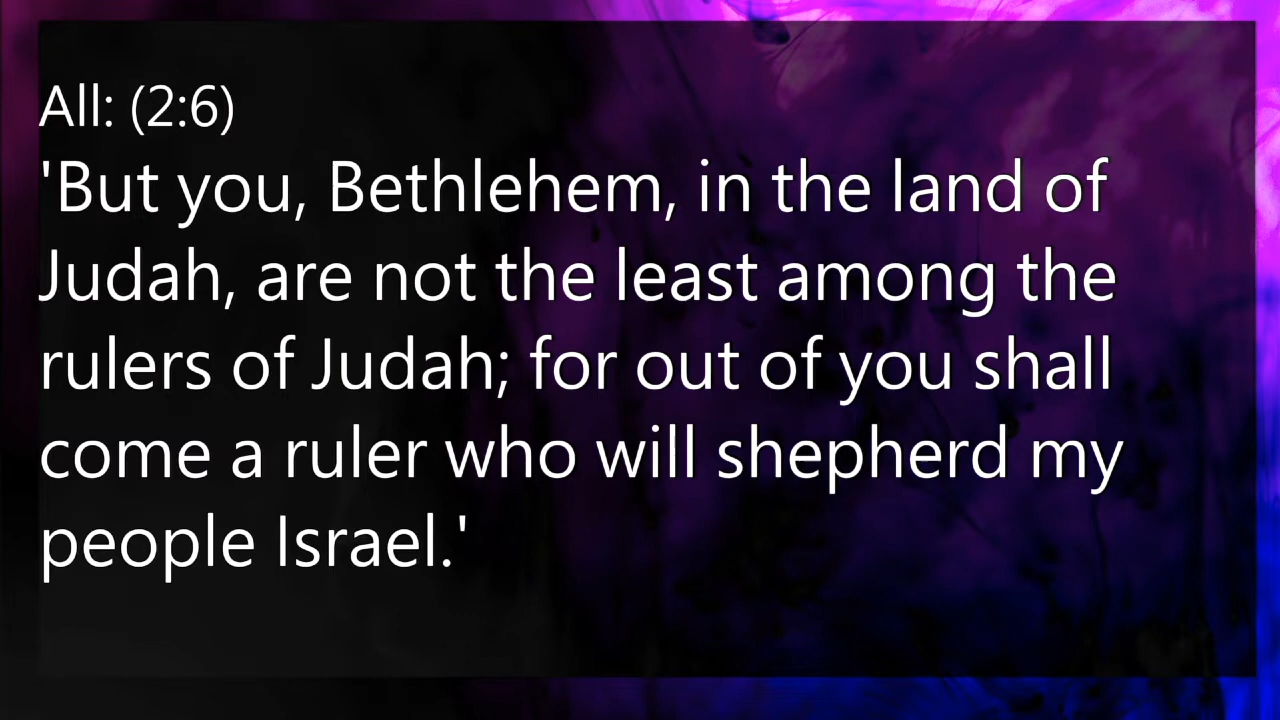 All: (2:6)
'But you, Bethlehem, in the land of
Judah, are not the least among the
rulers of Judah; for out of you shall
come a ruler who will shepherd my
people Israel.'